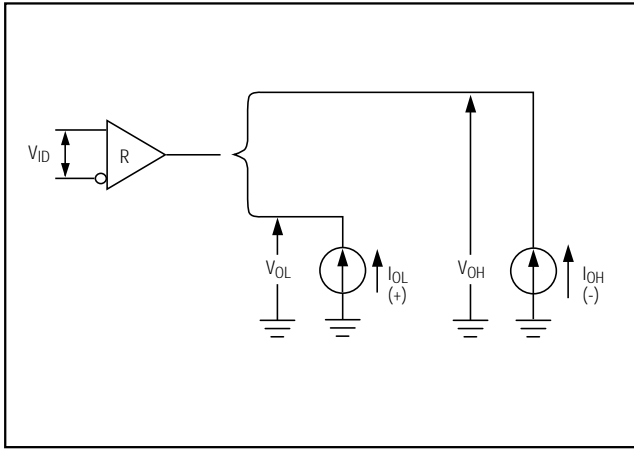 R
V_ID
V_OL
I_OL
(+)
V_OH
I_OH
(-)